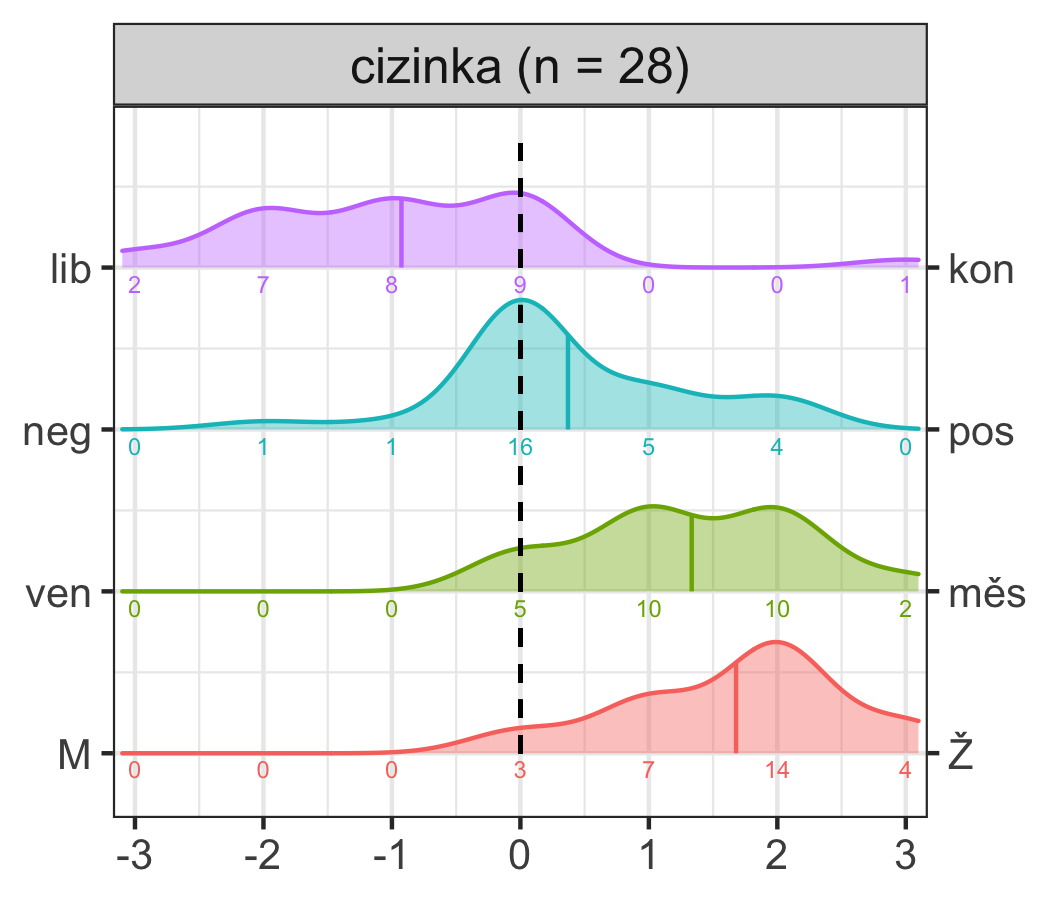 cizinka (n = 28)
lib kon
2 7 8 9 0 0 1
neg pos
0 1 1 16 5 4 0
ven měs
0 0 0 5 10 10 2
M Ž
0 0 0 3 7 14 4
-3 -2 -1 0 1 2 3